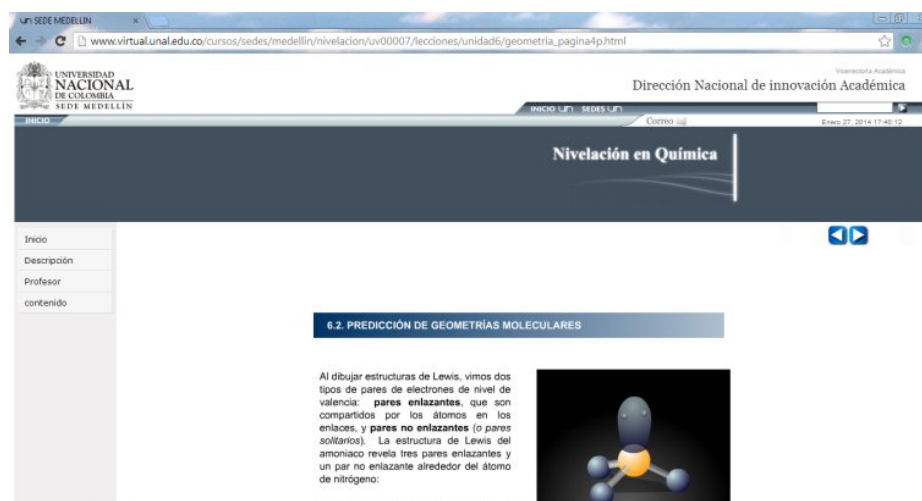 un SEDE MEDELLIN
www.virtual.unal.edu.co/cursos/sedes/medellin/nivelacion/uv00007/lecciones/unidad6/geometria_pagina4p.html
UNIVERSIDAD
NACIONAL
DE COLOMBIA
SEDE MEDELLÍN
Vicerrectoría Académica
Dirección Nacional de innovación Académica
INICIO un SEDES un
INICIO
Correo
Enero 27, 2014 17:40:12
Nivelación en Química
Inicio
Descripción
Profesor
contenido
6.2. PREDICCIÓN DE GEOMETRÍAS MOLECULARES
Al dibujar estructuras de Lewis, vimos dos
tipos de pares de electrones de nivel de
valencia: pares enlazantes, que son
compartidos por los átomos en los
enlaces, y pares no enlazantes (o pares
solitarios). La estructura de Lewis del
amoniaco revela tres pares enlazantes y
un par no enlazante alrededor del átomo
de nitrógeno: